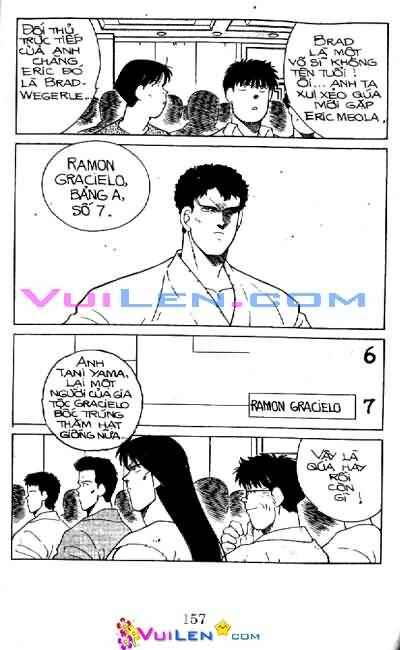 ĐỐI THỦ
TRỰC TIẾP
CỦA ANH
CHÀNG
ERIC ĐÓ
LÀ BRAD-
WEGERLE.
BRAD
LÀ MỘT
VÕ SĨ KHÔNG
TÊN TUỔI!
ÔI... ANH TA
XUI XẺO QÚA
MỚI GẶP
ERIC MEOLA.
RAMON
GRACIELO,
BẢNG A,
SỐ 7.
VUILEN.COM
6
RAMON GRACIELO 7
ANH
TANI YAMA,
LẠI MỘT
NGƯỜI CỦA GIA
TỘC GRACIELO
BỐC TRÚNG
THĂM HẠT
GIỐNG NỮA.
VẬY LÀ
QÚA HAY
RỒI
CÒN
GÌ!
157
VUILEN.COM